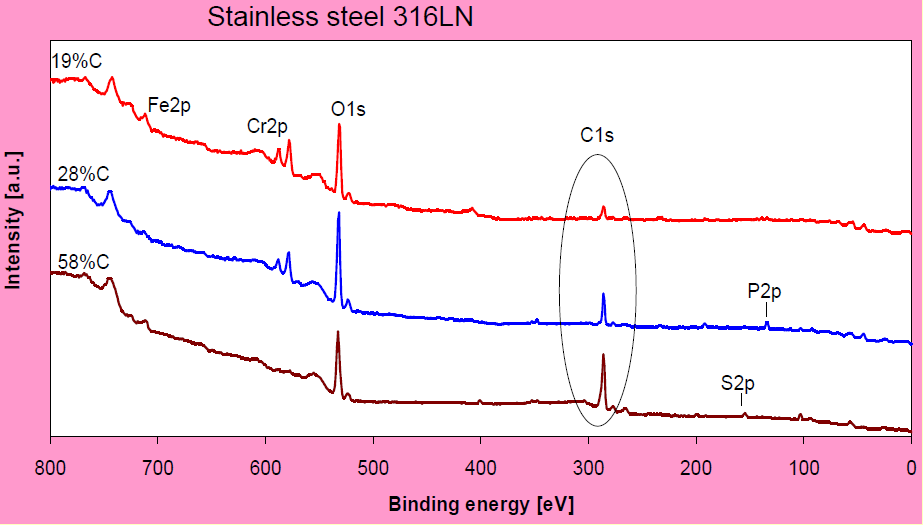 Stainless steel 316LN
19%C
Fe2p
Cr2p
O1s
C1s
28%C
58%C
P2p
S2p
Intensity [a.u.]
800 700 600 500 400 300 200 100 0
Binding energy [eV]